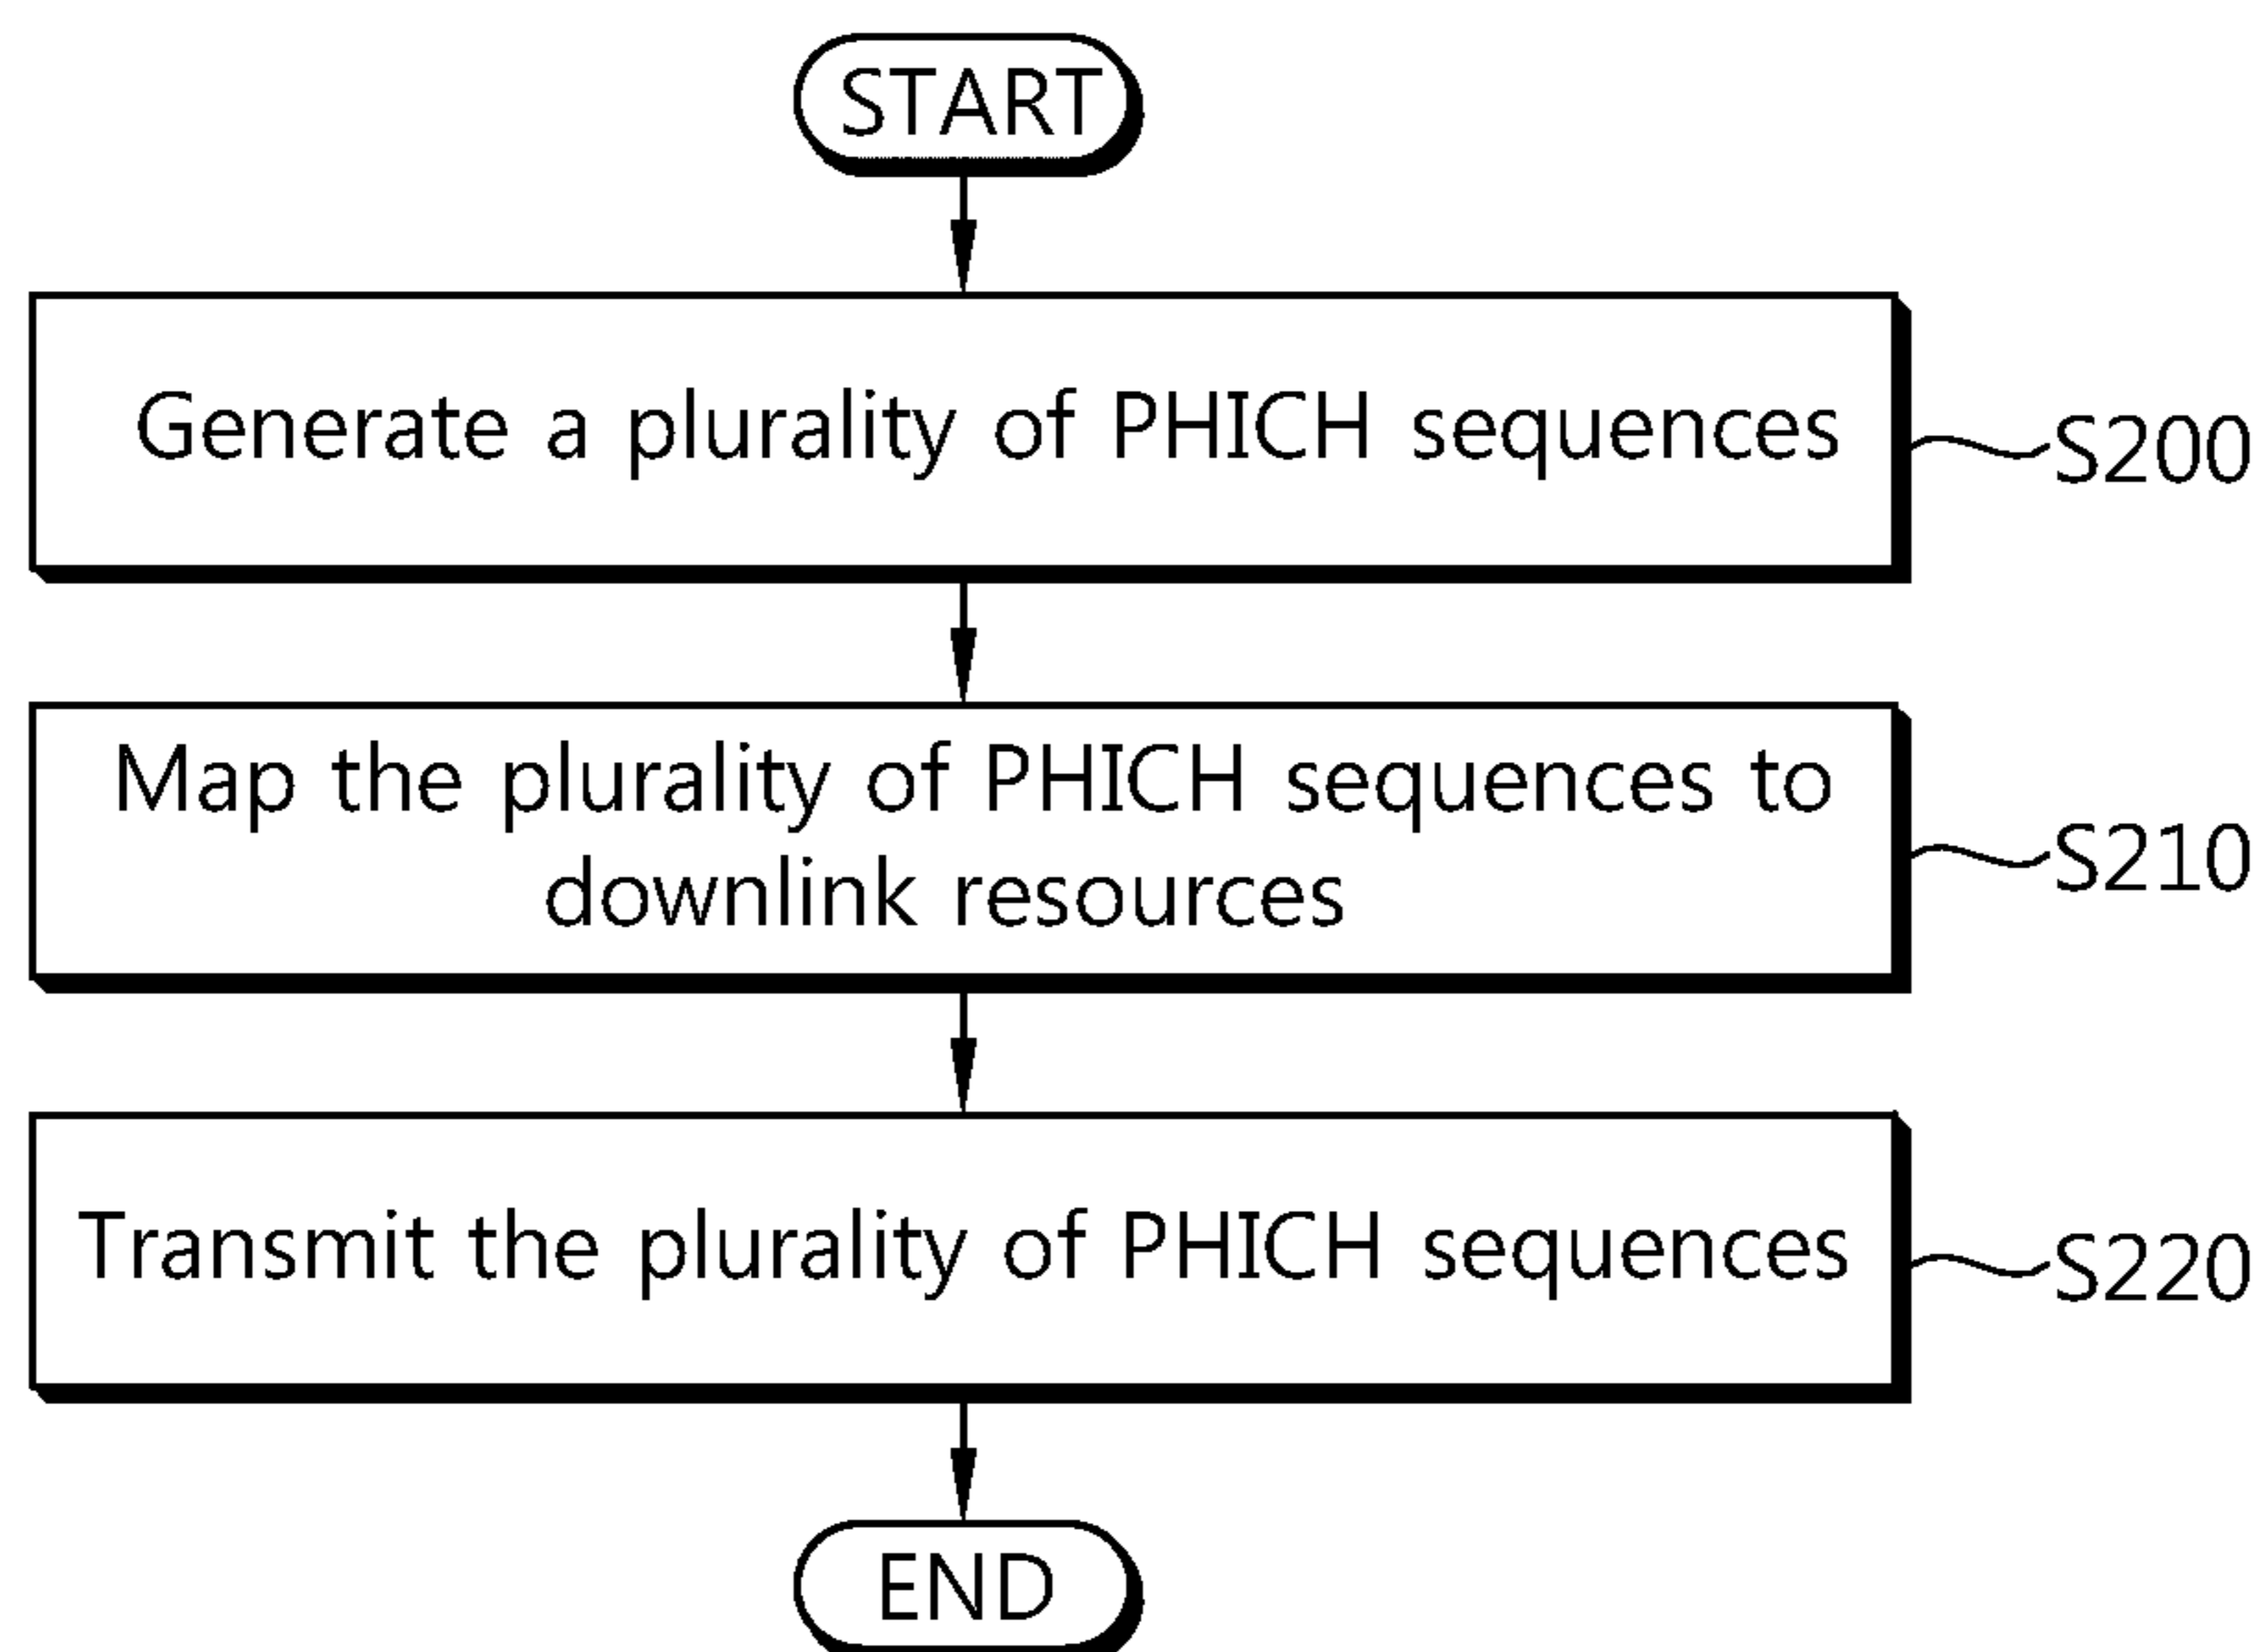 START
Generate a plurality of PHICH sequences
S200
Map the plurality of PHICH sequences to
downlink resources
S210
Transmit the plurality of PHICH sequences
S220
END